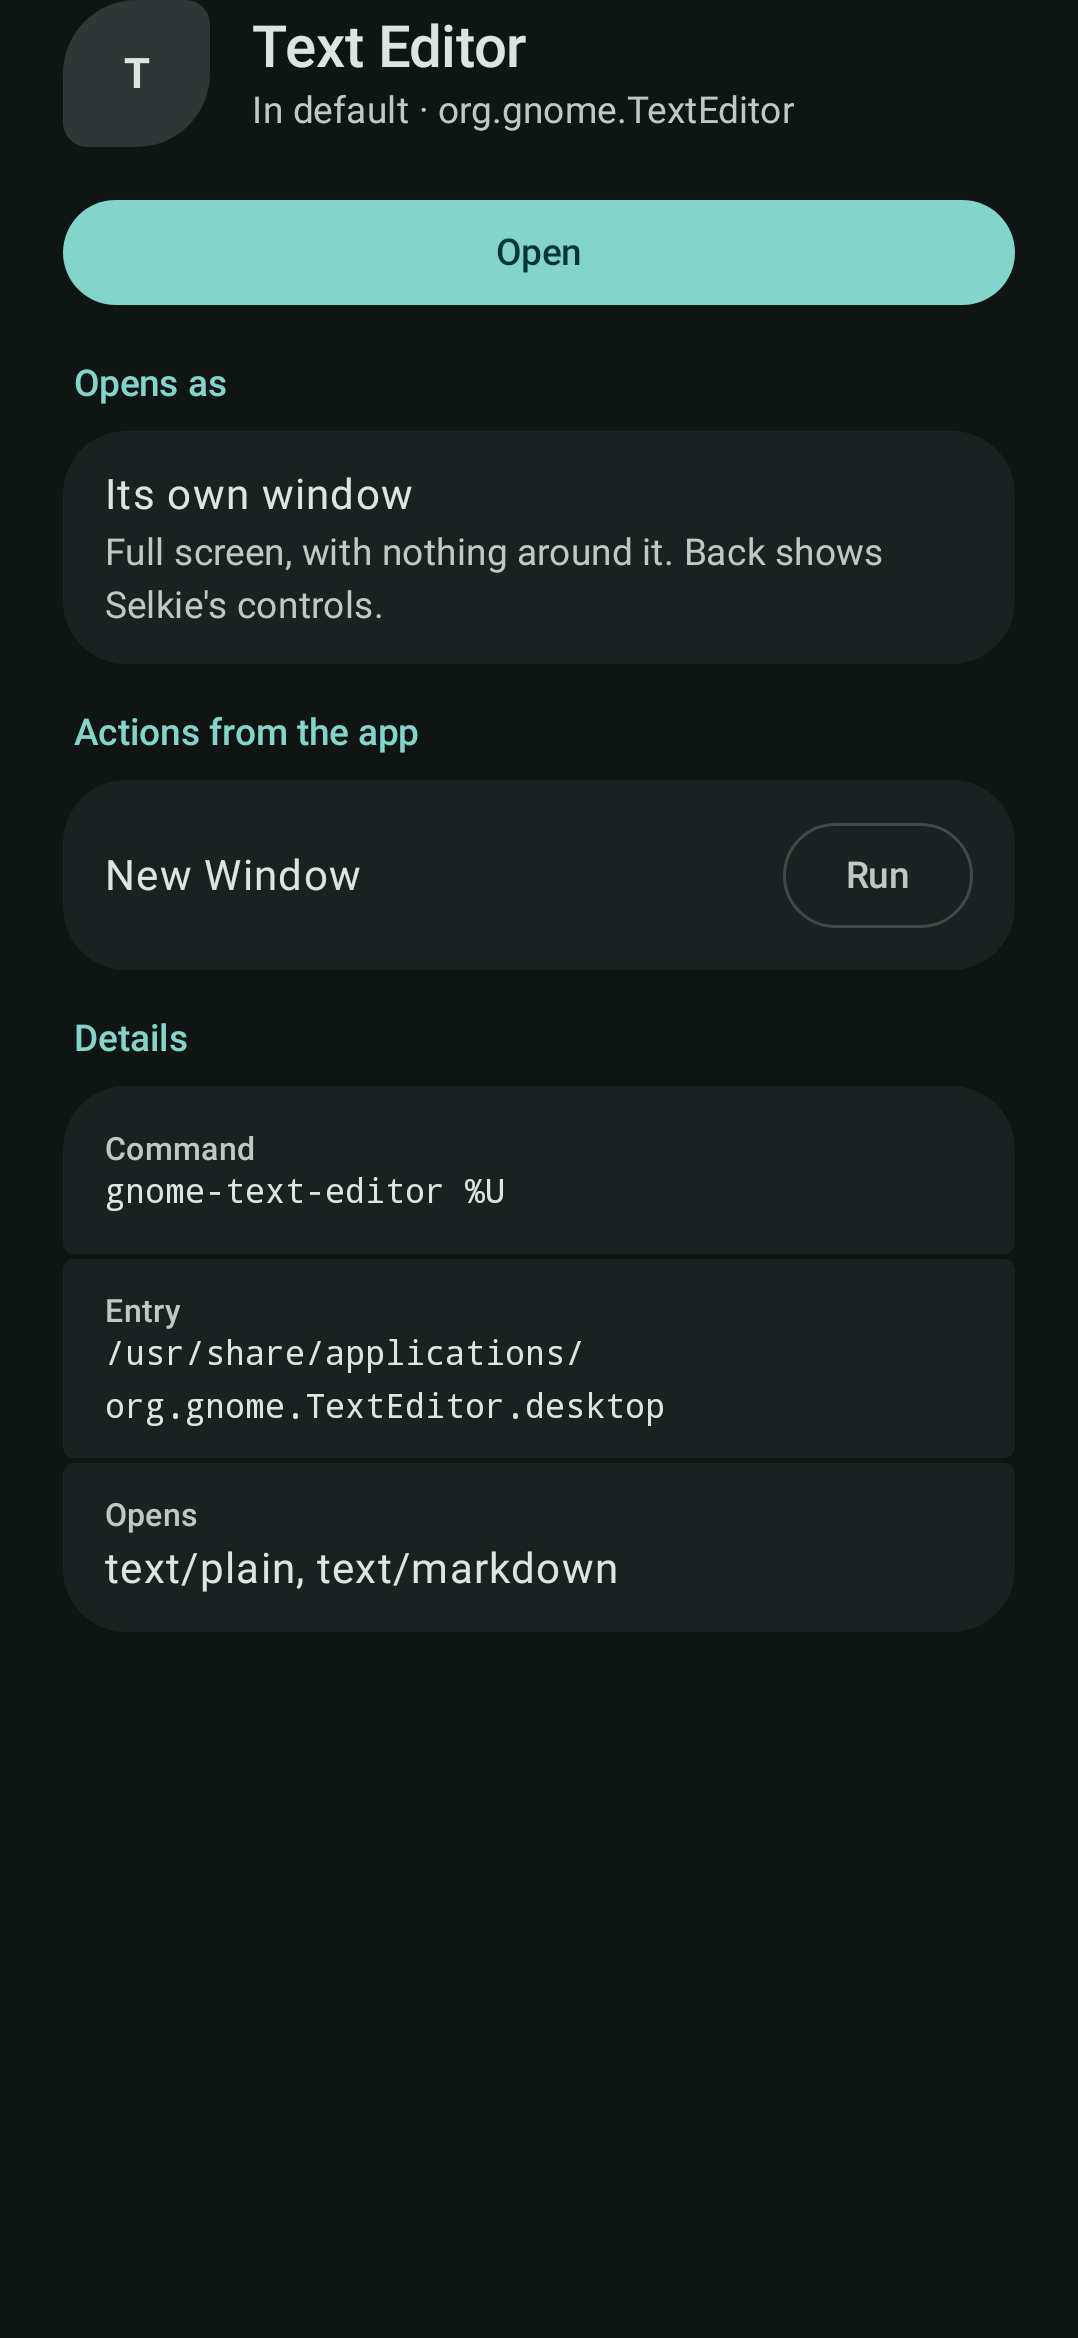 T
Text Editor
In default · org.gnome.TextEditor
Open
Opens as
Its own window
Full screen, with nothing around it. Back shows
Selkie's controls.
Actions from the app
New Window
Run
Details
Command
gnome-text-editor %U
Entry
/usr/share/applications/
org.gnome.TextEditor.desktop
Opens
text/plain, text/markdown